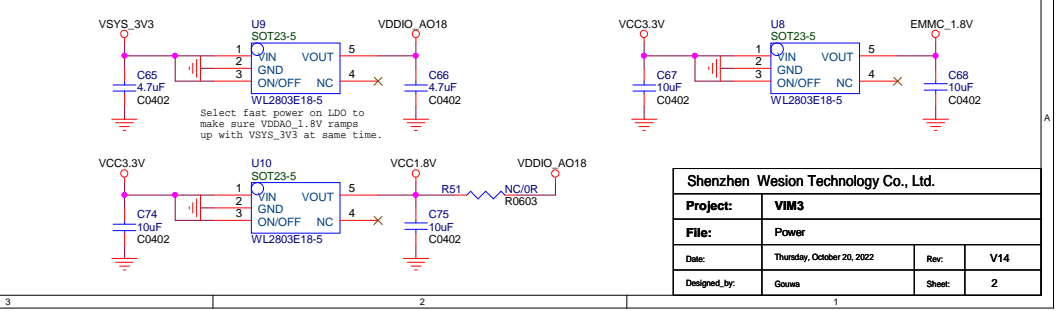 VSYS_3V3
U9
SOT23-5
VDDIO_AO18
1
2
3
VIN
GND
ON/OFF
VOUT
NC
5
4
C65
4.7uF
C0402
C66
4.7uF
C0402
WL2803E18-5
Select fast power on LDO to
make sure VDDAO_1.8V ramps
up with VSYS_3V3 at same time.
VCC3.3V
U8
SOT23-5
EMMC_1.8V
1
2
3
VIN
GND
ON/OFF
VOUT
NC
5
4
C67
10uF
C0402
C68
10uF
C0402
WL2803E18-5
A
VCC3.3V
U10
SOT23-5
VCC1.8V
VDDIO_AO18
1
2
3
VIN
GND
ON/OFF
VOUT
NC
5
4
R51
NC/0R
R0603
C74
10uF
C0402
C75
10uF
C0402
WL2803E18-5
Shenzhen Wesion Technology Co., Ltd.
Project: VIM3
File: Power
Date: Thursday, October 20, 2022 Rev: V14
Designed_by: Gouwa Sheet: 2
3 2 1